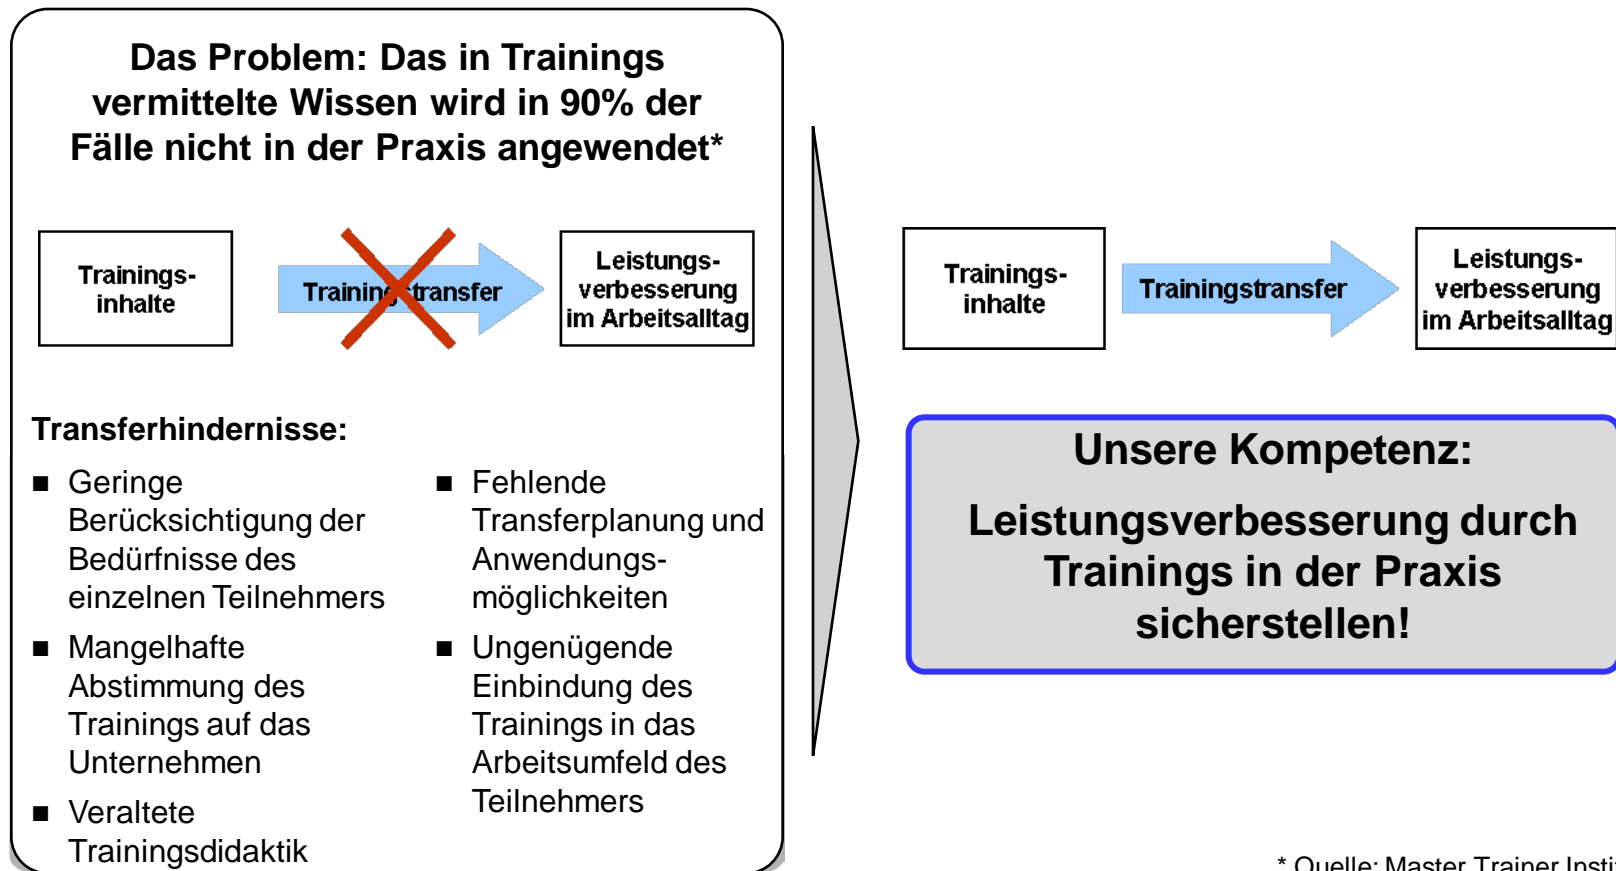 Das Problem: Das in Trainings
vermittelte Wissen wird in 90% der
Fälle nicht in der Praxis angewendet*
Trainings-
inhalte
Trainingstransfer
Leistungs-
verbesserung
im Arbeitsalltag
Transferhindernisse:
■ Geringe
Berücksichtigung der
Bedürfnisse des
einzelnen Teilnehmers
■ Mangelhafte
Abstimmung des
Trainings auf das
Unternehmen
■ Veraltete
Trainingsdidaktik
■ Fehlende
Transferplanung und
Anwendungs-
möglichkeiten
■ Ungenügende
Einbindung des
Trainings in das
Arbeitsumfeld des
Teilnehmers
Trainings-
inhalte
Trainingstransfer
Leistungs-
verbesserung
im Arbeitsalltag
Unsere Kompetenz:
Leistungsverbesserung durch
Trainings in der Praxis
sicherstellen!
* Quelle: Master Trainer